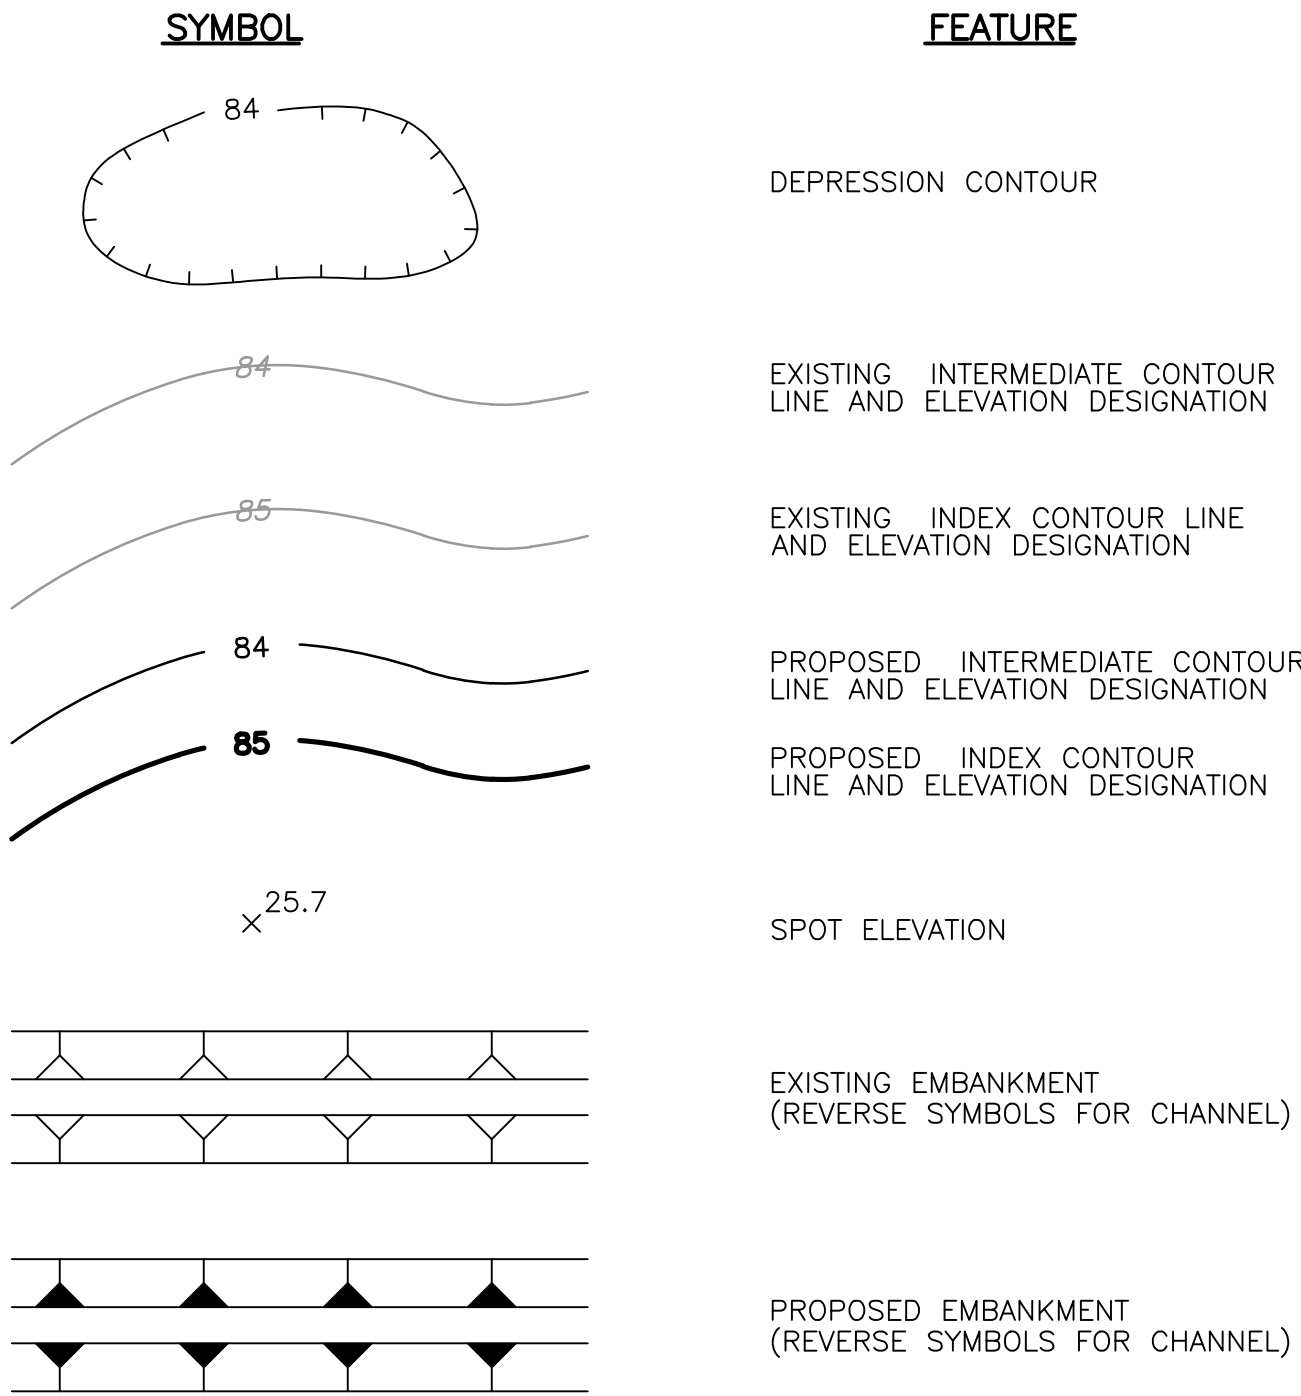 SYMBOL FEATURE
84
DEPRESSION CONTOUR
84
EXISTING INTERMEDIATE CONTOUR
LINE AND ELEVATION DESIGNATION
85
EXISTING INDEX CONTOUR LINE
AND ELEVATION DESIGNATION
84
PROPOSED INTERMEDIATE CONTOUR
LINE AND ELEVATION DESIGNATION
85
PROPOSED INDEX CONTOUR
LINE AND ELEVATION DESIGNATION
25.7
SPOT ELEVATION
EXISTING EMBANKMENT
(REVERSE SYMBOLS FOR CHANNEL)
PROPOSED EMBANKMENT
(REVERSE SYMBOLS FOR CHANNEL)